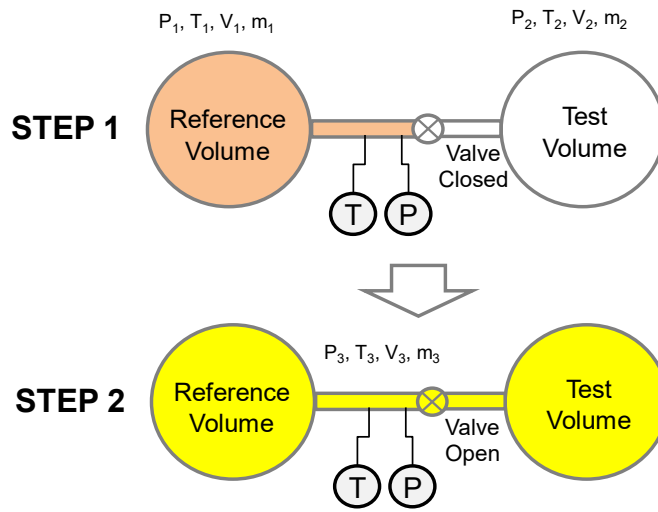 P₁, T₁, V₁, m₁
P₂, T₂, V₂, m₂
STEP 1
Reference
Volume
Test
Volume
Valve
Closed
T
P
P₃, T₃, V₃, m₃
STEP 2
Reference
Volume
Test
Volume
Valve
Open
T
P